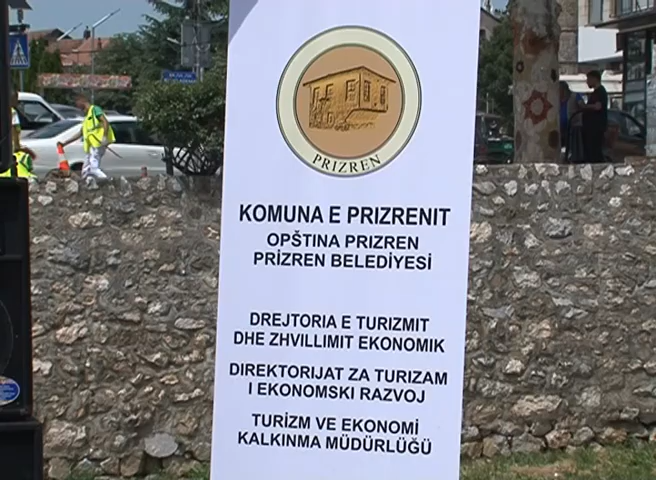 PRIZREN
KOMUNA E PRIZRENIT
OPŠTINA PRIZREN
PRİZREN BELEDİYESİ
DREJTORIA E TURIZMIT
DHE ZHVILLIMIT EKONOMIK
DIREKTORIJAT ZA TURIZAM
I EKONOMSKI RAZVOJ
TURİZM VE EKONOMİ
KALKINMA MÜDÜRLÜĞÜ